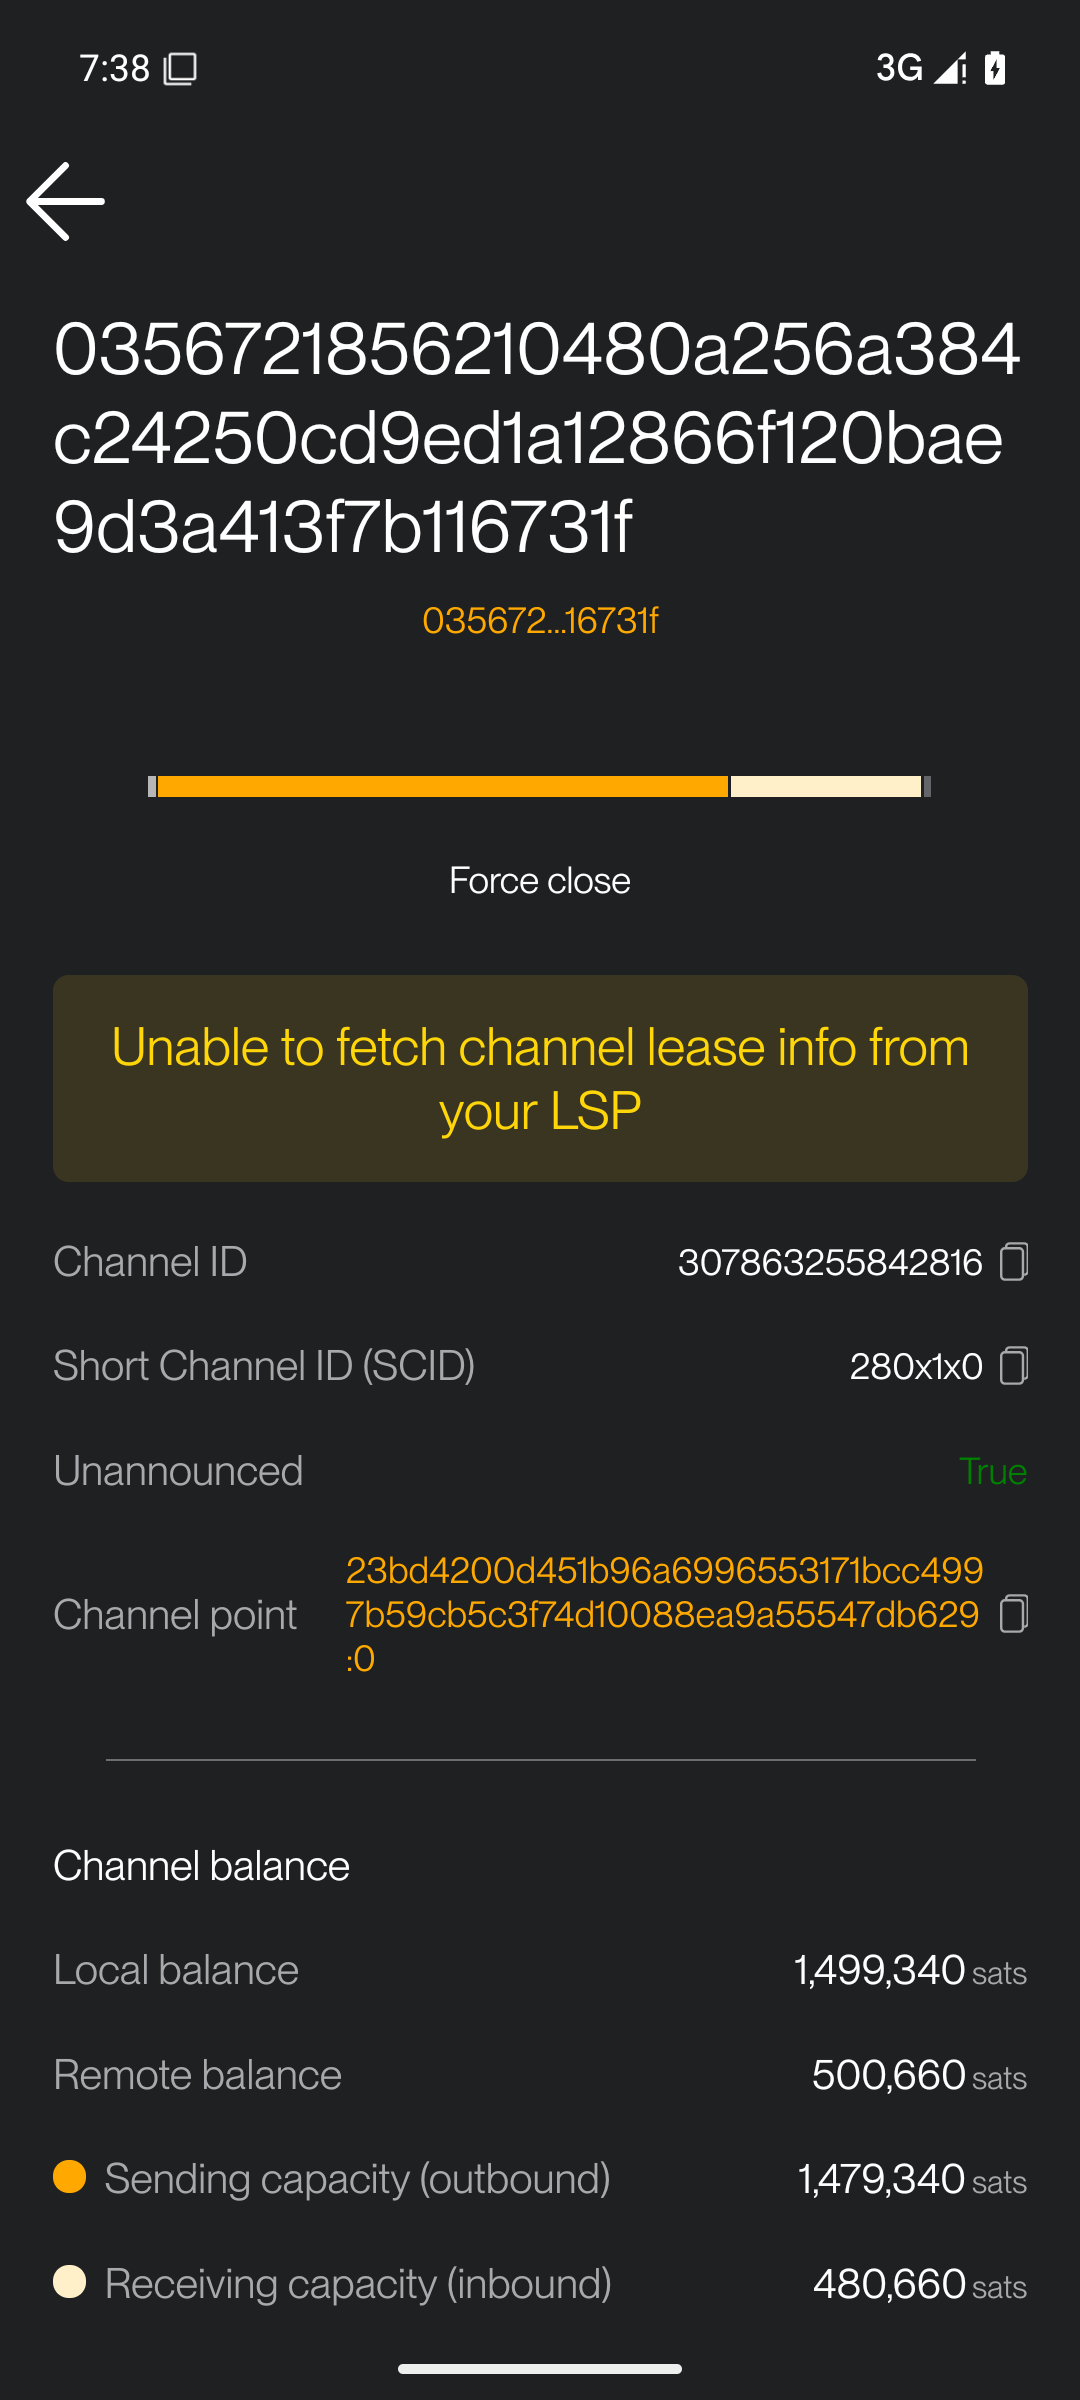 7:38
3G
0356721856210480a256a384
c24250cd9ed1a12866f120bae
9d3a413f7b116731f
035672...16731f
Force close
Unable to fetch channel lease info from
your LSP
Channel ID 307863255842816
Short Channel ID (SCID) 280x1x0
Unannounced True
Channel point 23bd4200d451b96a6996553171bcc499
7b59cb5c3f74d10088ea9a55547db629
:0
Channel balance
Local balance 1,499,340 sats
Remote balance 500,660 sats
Sending capacity (outbound) 1,479,340 sats
Receiving capacity (inbound) 480,660 sats